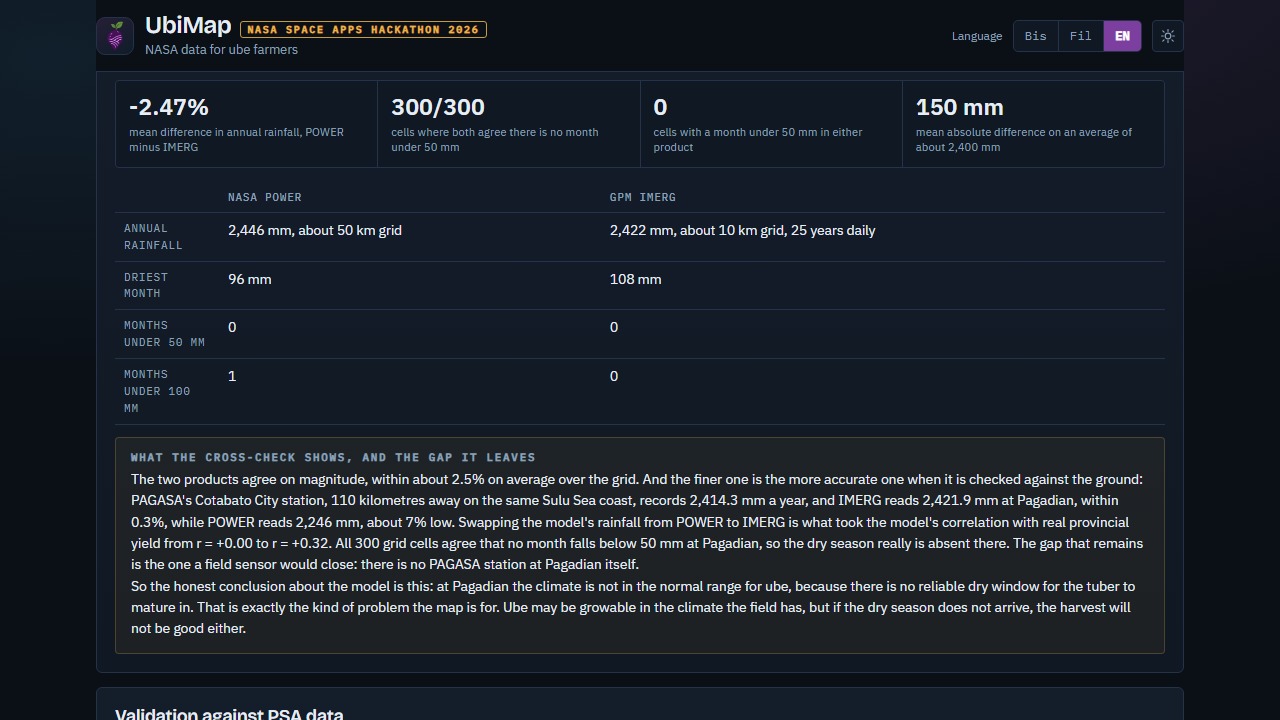 UbiMap NASA SPACE APPS HACKATHON 2026
NASA data for ube farmers
Language Bis Fil EN
-2.47%
mean difference in annual rainfall, POWER
minus IMERG
300/300
cells where both agree there is no month
under 50 mm
0
cells with a month under 50 mm in either
product
150 mm
mean absolute difference on an average of
about 2,400 mm
NASA POWER GPM IMERG
ANNUAL
RAINFALL
2,446 mm, about 50 km grid
2,422 mm, about 10 km grid, 25 years daily
DRIEST
MONTH
96 mm
108 mm
MONTHS
UNDER 50 MM
0
0
MONTHS
UNDER 100
MM
1
0
WHAT THE CROSS-CHECK SHOWS, AND THE GAP IT LEAVES
The two products agree on magnitude, within about 2.5% on average over the grid. And the finer one is the more accurate one when it is checked against the ground:
PAGASA's Cotabato City station, 110 kilometres away on the same Sulu Sea coast, records 2,414.3 mm a year, and IMERG reads 2,421.9 mm at Pagadian, within
0.3%, while POWER reads 2,246 mm, about 7% low. Swapping the model's rainfall from POWER to IMERG is what took the model's correlation with real provincial
yield from r = +0.00 to r = +0.32. All 300 grid cells agree that no month falls below 50 mm at Pagadian, so the dry season really is absent there. The gap that remains
is the one a field sensor would close: there is no PAGASA station at Pagadian itself.
So the honest conclusion about the model is this: at Pagadian the climate is not in the normal range for ube, because there is no reliable dry window for the tuber to
mature in. That is exactly the kind of problem the map is for. Ube may be growable in the climate the field has, but if the dry season does not arrive, the harvest will
not be good either.
Validation against PSA data